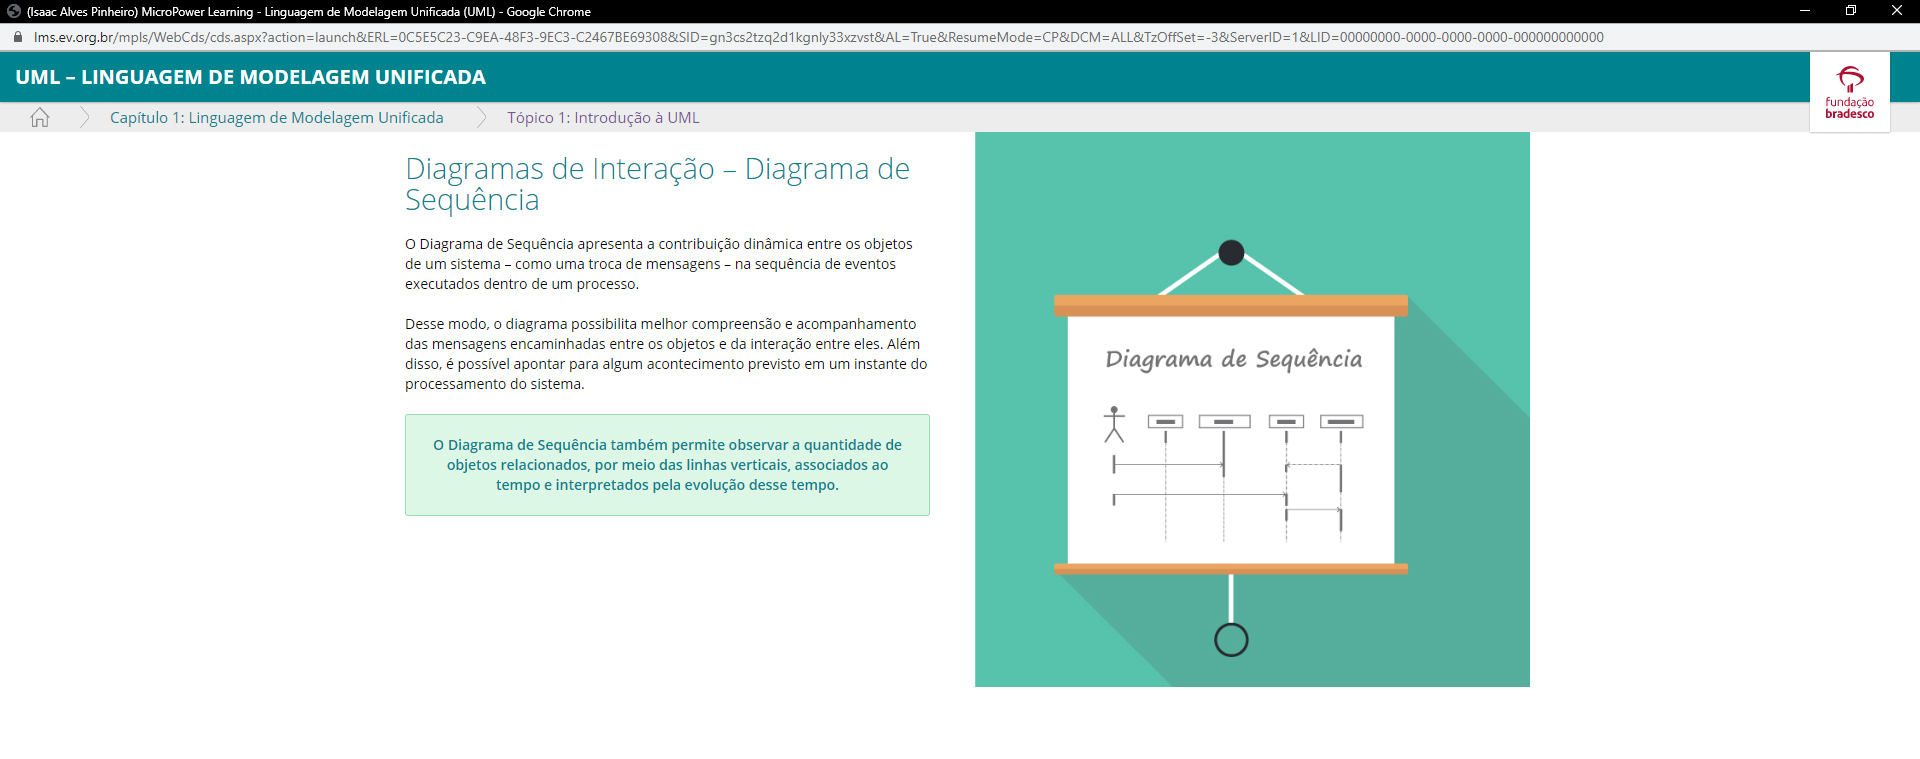 (Isaac Alves Pinheiro) MicroPower Learning - Linguagem de Modelagem Unificada (UML) - Google Chrome
lms.ev.org.br/mpls/WebCds/cds.aspx?action=launch&ERL=0C5E5C23-C9EA-48F3-9EC3-C2467BE69308&SID=gn3cs2tzq2d1kgnly33xzvst&AL=True&ResumeMode=CP&DCM=ALL&TzOffSet=-3&ServerID=1&LID=00000000-0000-0000-0000-000000000000
UML – LINGUAGEM DE MODELAGEM UNIFICADA
fundação
bradesco
Capítulo 1: Linguagem de Modelagem Unificada
Tópico 1: Introdução à UML
Diagramas de Interação – Diagrama de
Sequência
O Diagrama de Sequência apresenta a contribuição dinâmica entre os objetos
de um sistema – como uma troca de mensagens – na sequência de eventos
executados dentro de um processo.
Desse modo, o diagrama possibilita melhor compreensão e acompanhamento
das mensagens encaminhadas entre os objetos e da interação entre eles. Além
disso, é possível apontar para algum acontecimento previsto em um instante do
processamento do sistema.
O Diagrama de Sequência também permite observar a quantidade de
objetos relacionados, por meio das linhas verticais, associados ao
tempo e interpretados pela evolução desse tempo.
Diagrama de Sequência